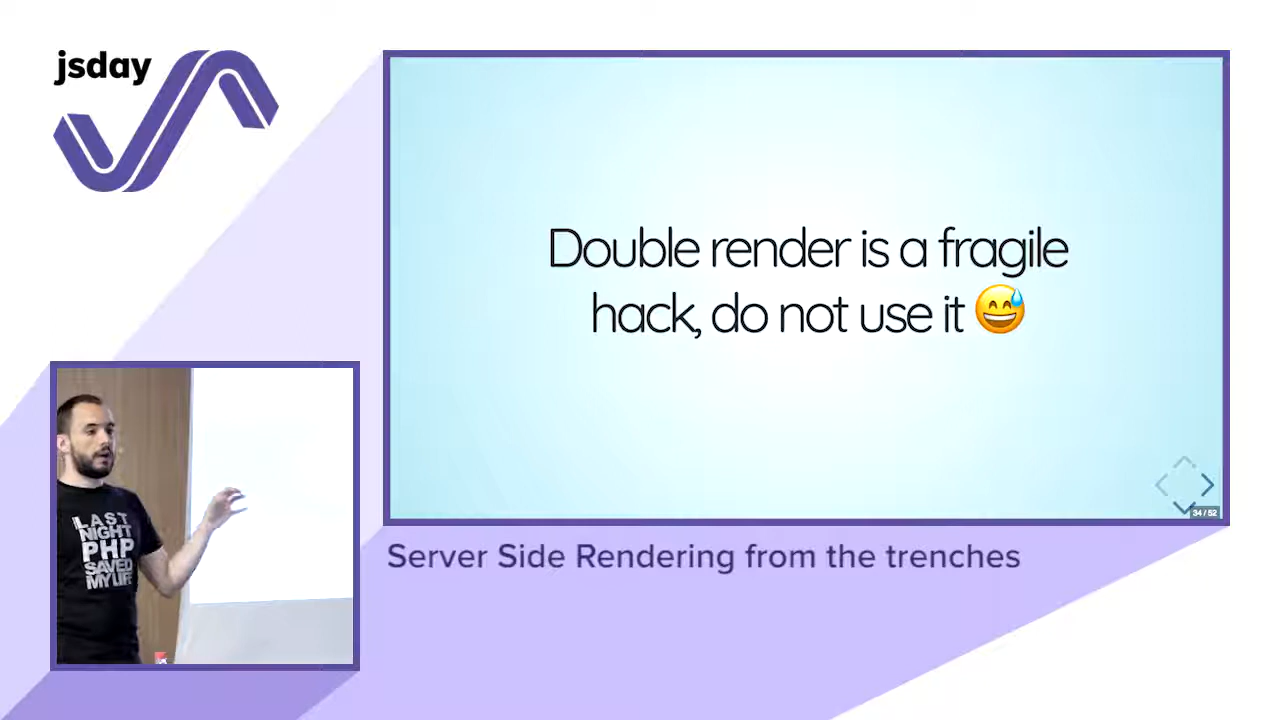 jsday
Double render is a fragile
hack, do not use it 😅
34 / 52
Server Side Rendering from the trenches
LAST
NIGHT
PHP
SAVED
MY LIFE